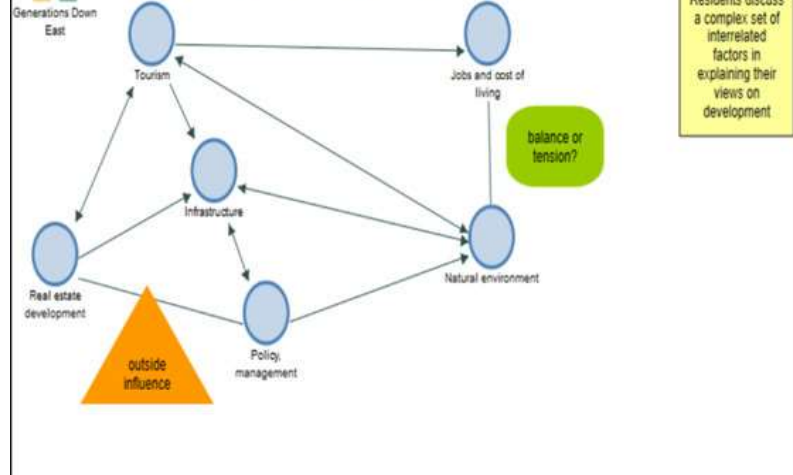 Generations Down
East
Residents discuss
a complex set of
interrelated
factors in
explaining their
views on
development
Tourism
Jobs and cost of
living
balance or
tension?
Infrastructure
Natural environment
Real estate
development
outside
influence
Policy,
management